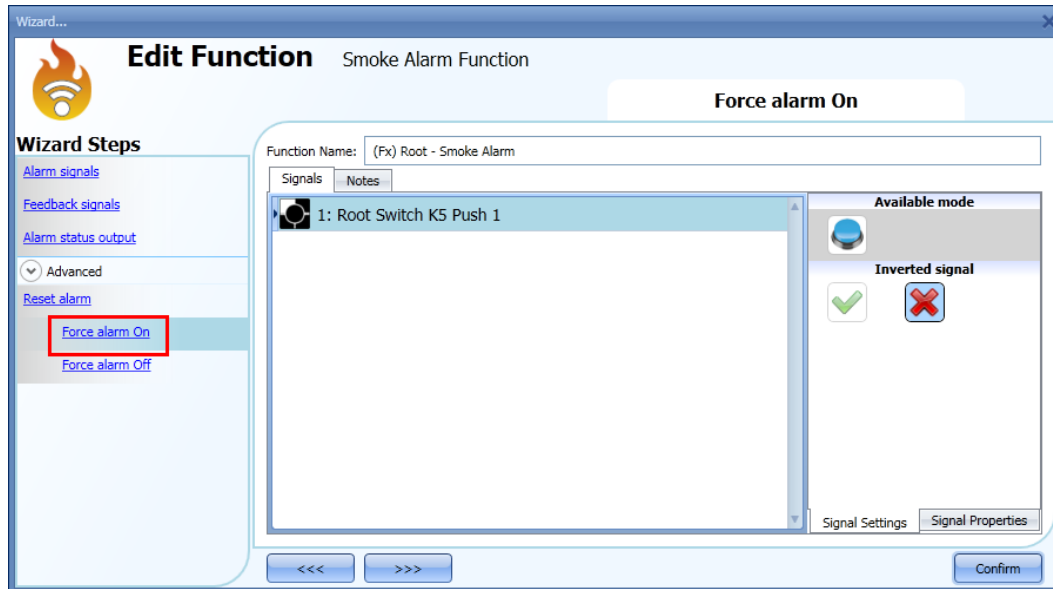 Wizard...
Edit Function Smoke Alarm Function
Force alarm On
Wizard Steps
Alarm signals
Feedback signals
Alarm status output
Advanced
Reset alarm
Force alarm On
Force alarm Off
Function Name: (Fx) Root - Smoke Alarm
Signals Notes
1: Root Switch K5 Push 1
Available mode
Inverted signal
Signal Settings Signal Properties
<<< >>> Confirm